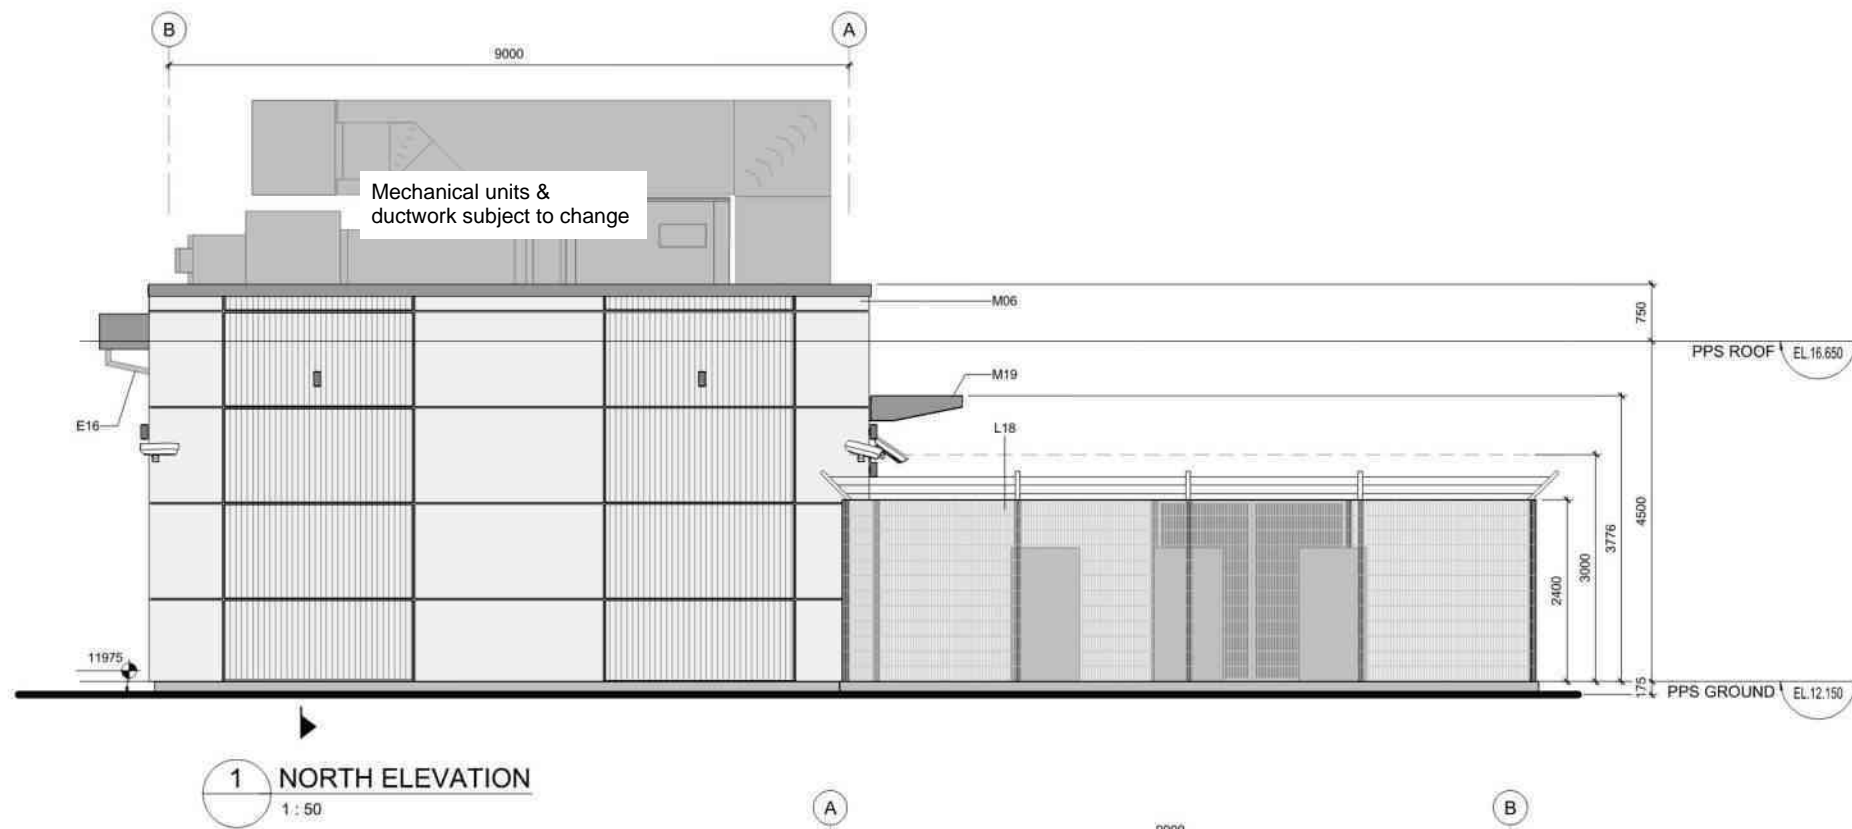 B
A
9000
Mechanical units &
ductwork subject to change
M06
750
PPS ROOF
EL.16.650
M19
E16
L18
4500
3776
3000
2400
11975
175
PPS GROUND
EL.12.150
1
NORTH ELEVATION
1 : 50
A
B